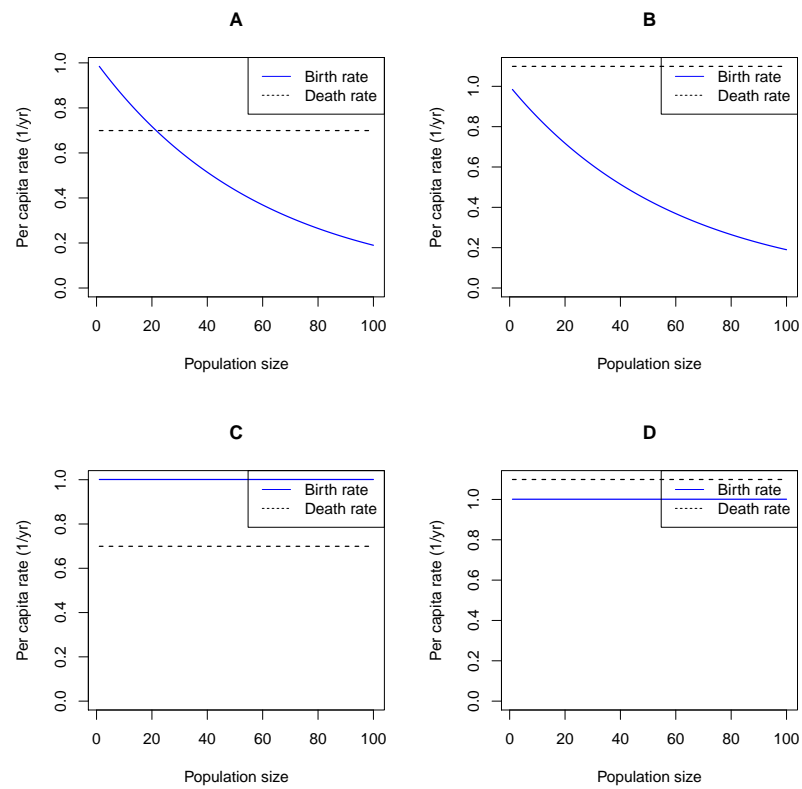 A
Birth rate
Death rate
Per capita rate (1/yr)
0.0 0.2 0.4 0.6 0.8 1.0
0 20 40 60 80 100
Population size
B
Birth rate
Death rate
Per capita rate (1/yr)
0.0 0.2 0.4 0.6 0.8 1.0
0 20 40 60 80 100
Population size
C
Birth rate
Death rate
Per capita rate (1/yr)
0.0 0.2 0.4 0.6 0.8 1.0
0 20 40 60 80 100
Population size
D
Birth rate
Death rate
Per capita rate (1/yr)
0.0 0.2 0.4 0.6 0.8 1.0
0 20 40 60 80 100
Population size